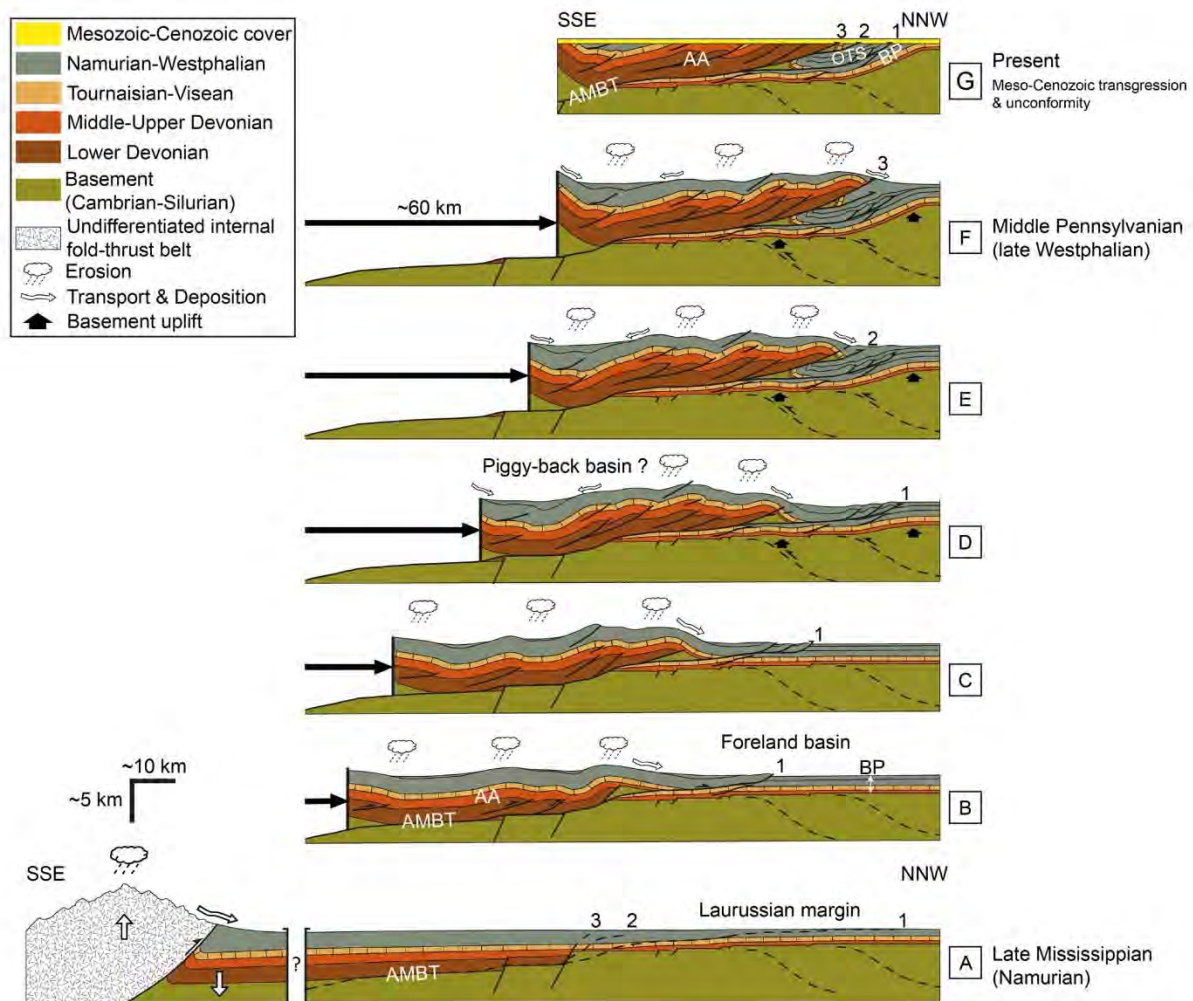 Mesozoic-Cenozoic cover
Namurian-Westphalian
Tournaisian-Visean
Middle-Upper Devonian
Lower Devonian
Basement
(Cambrian-Silurian)
Undifferentiated internal
fold-thrust belt
Erosion
Transport & Deposition
Basement uplift
SSE
NNW
3
2
1
AA
OTS
BP
AMBT
G
Present
Meso-Cenozoic transgression
& unconformity
~60 km
3
F
Middle Pennsylvanian
(late Westphalian)
2
E
Piggy-back basin ?
1
D
1
C
~10 km
~5 km
Foreland basin
1
BP
AA
AMBT
B
SSE
NNW
Laurussian margin
3
2
1
?
AMBT
A
Late Mississippian
(Namurian)